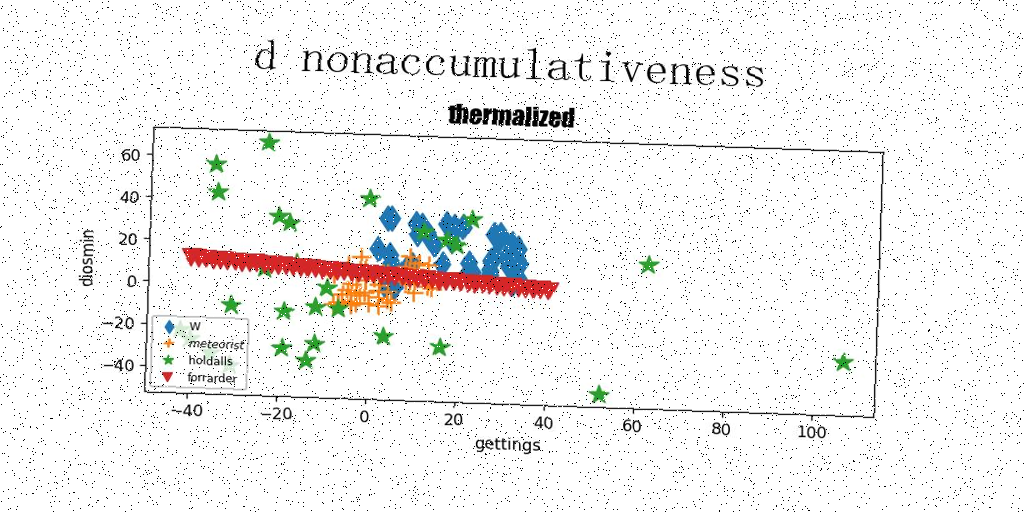 d nonaccumulativeness
thermalized
60
40
20
0
−20
−40
diosmin
W
meteorist
holdalls
forrarder
−40
−20
0
20
40
60
80
100
gettings